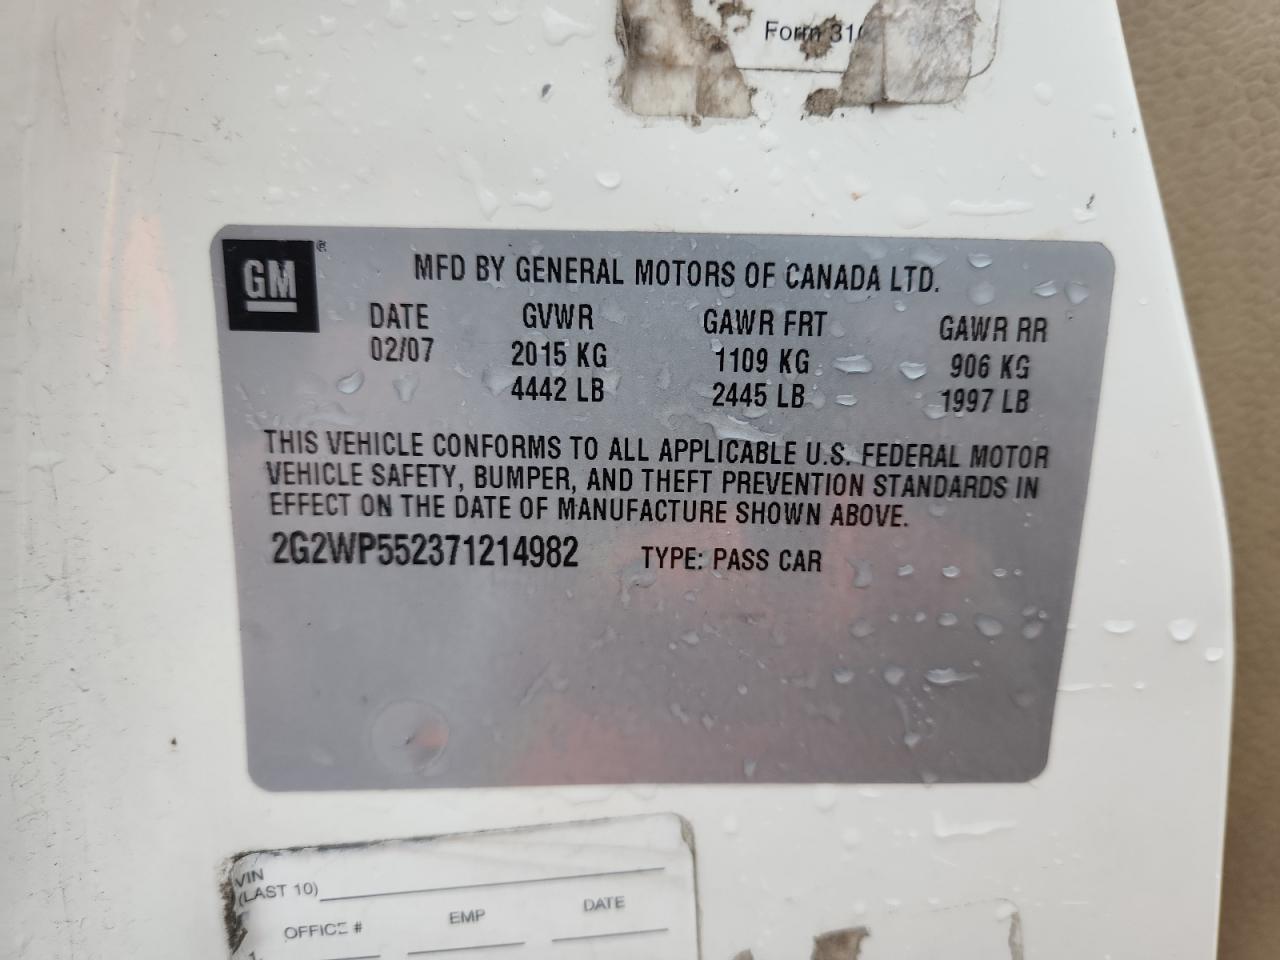 Form 310
GM®
MFD BY GENERAL MOTORS OF CANADA LTD.
DATE GVWR GAWR FRT GAWR RR
02/07 2015 KG 1109 KG 906 KG
4442 LB 2445 LB 1997 LB
THIS VEHICLE CONFORMS TO ALL APPLICABLE U.S. FEDERAL MOTOR
VEHICLE SAFETY, BUMPER, AND THEFT PREVENTION STANDARDS IN
EFFECT ON THE DATE OF MANUFACTURE SHOWN ABOVE.
2G2WP552371214982 TYPE: PASS CAR
VIN
(LAST 10)
OFFICE # EMP DATE
1.